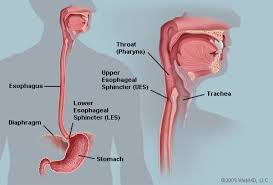 Throat
(Pharynx)
Upper
Esophageal
Sphincter (UES)
Trachea
Esophagus
Lower
Esophageal
Sphincter (LES)
Diaphragm
Stomach
©2009 WebMD, LLC.